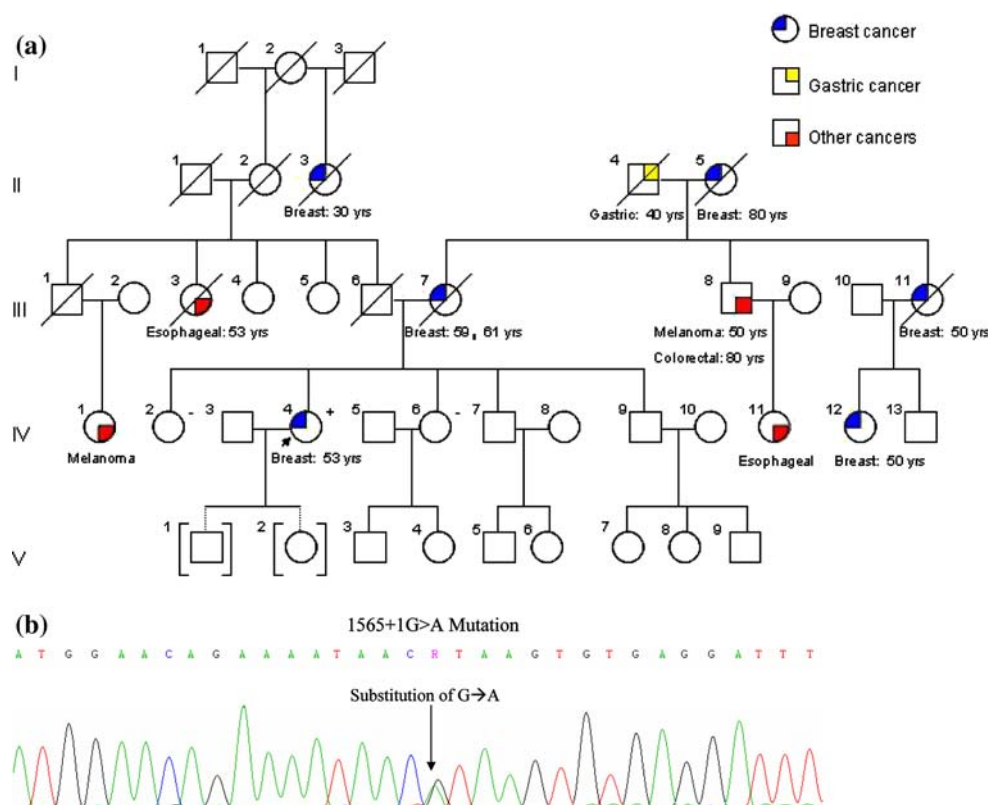 (a)
I
1 2 3
Breast cancer
Gastric cancer
Other cancers
II
1 2 3 4 5
Breast: 30 yrs Gastric: 40 yrs Breast: 80 yrs
III
1 2 3 4 5 6 7 8 9 10 11
Esophageal: 53 yrs Breast: 59, 61 yrs Melanoma: 50 yrs Breast: 50 yrs
Colorectal: 80 yrs
IV
1 2 - 3 4 + 5 6 - 7 8 9 10 11 12 13
Melanoma Breast: 53 yrs Esophageal Breast: 50 yrs
V
1 2 3 4 5 6 7 8 9
(b)
1565+1G>A Mutation
A T G G A A C A G A A A A T A A C R T A A G T G T G A G G A T T T
Substitution of G→A